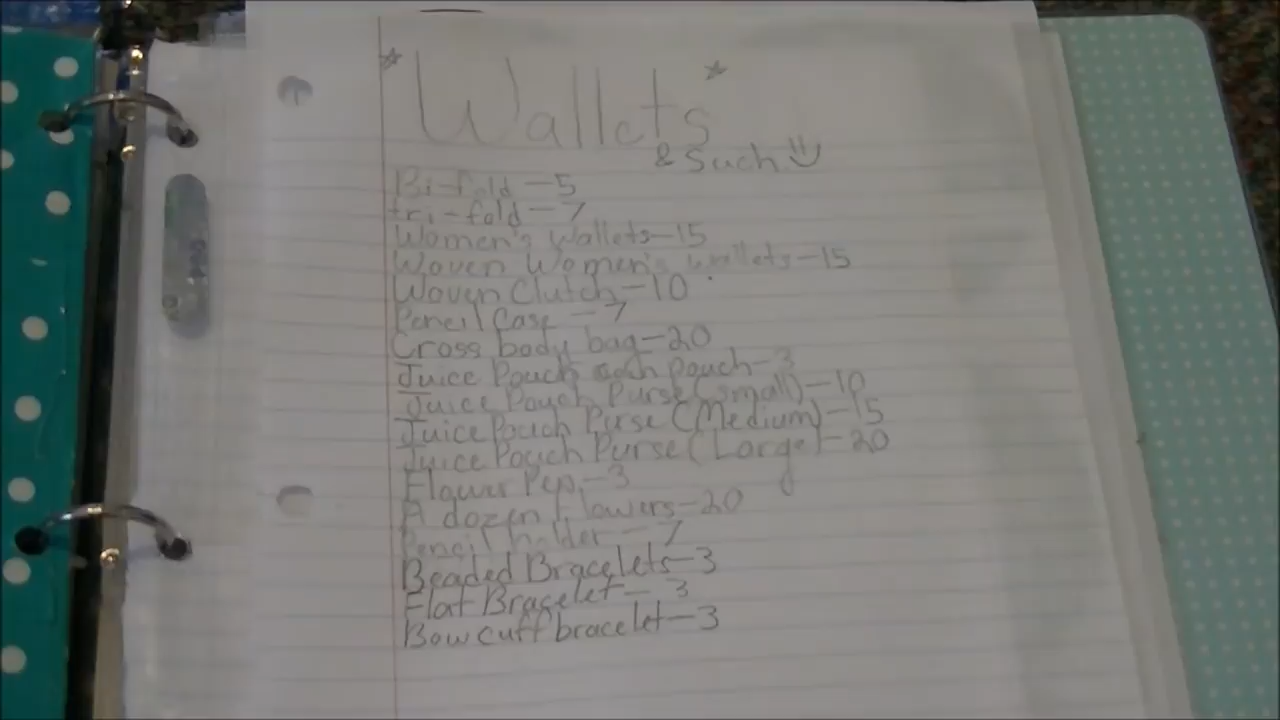 Wallets
& Such
Bi-fold-5
tri-fold-7
Women's wallets-15
Woven Women's wallets-15
Woven Clutch-10
Pencil Case-7
Cross body bag-20
Juice Pouch pouch-3
Juice Pouch Purse (small)-10
Juice Pouch Purse (Medium)-15
Juice Pouch Purse (Large)-20
Flower Pen-3
A dozen Flowers-20
Pencil holder-7
Beaded Bracelets-3
Flat Bracelet-3
Bow cuff bracelet-3